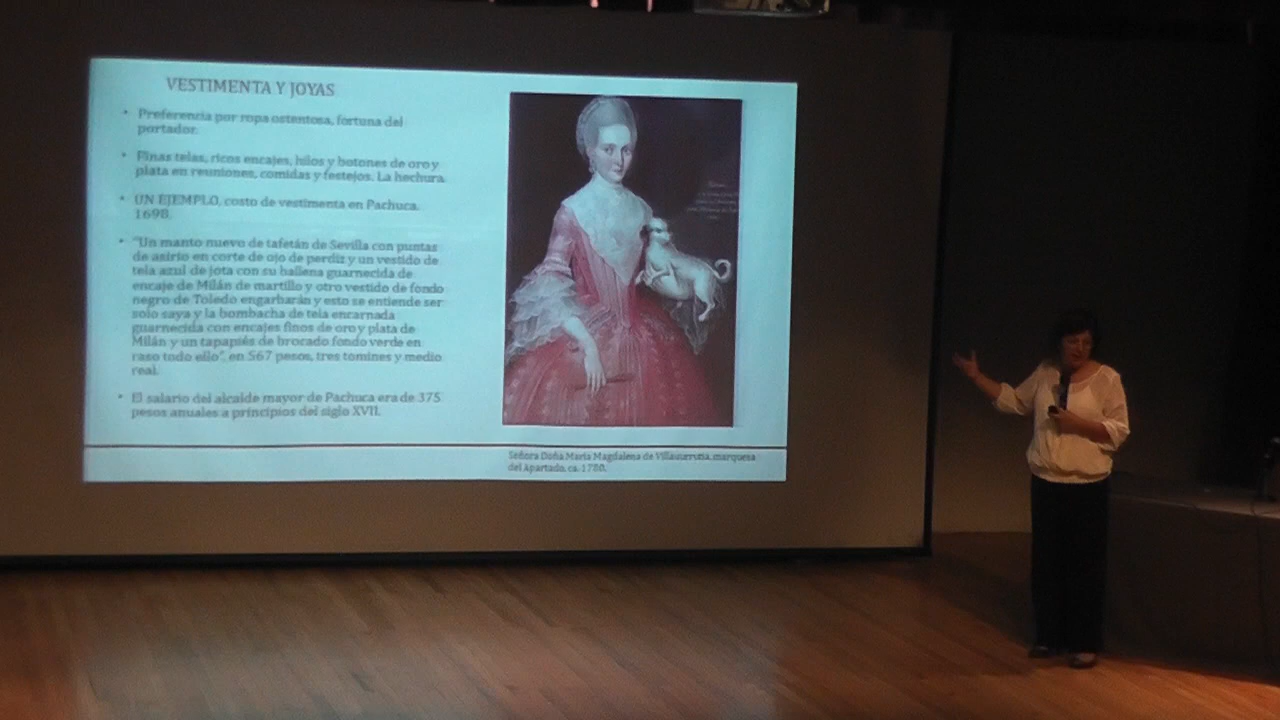 VESTIMENTA Y JOYAS
• Preferencia por ropa ostentosa, fortuna del
portador.
• Finas telas, ricos encajes, hilos y botones de oro y
plata en reuniones, comidas y festejos. La hechura.
• UN EJEMPLO, costo de vestimenta en Pachuca.
1698.
• "Un manto nuevo de tafetán de Sevilla con puntas
de asirio en corte de ojo de perdiz y un vestido de
tela azul de jota con su ballena guarnecida de
encaje de Milán de martillo y otro vestido de fondo
negro de Toledo engarbarán y esto se entiende ser
solo saya y la bombacha de tela encarnada
guarnecida con encajes finos de oro y plata de
Milán y un tapapiés de brocado fondo verde en
raso todo ello", en 567 pesos, tres tomines y medio
real.
• El salario del alcalde mayor de Pachuca era de 375
pesos anuales a principios del siglo XVII.
Señora Doña María Magdalena de Villaurrutia, marquesa
del Apartado, ca. 1780.